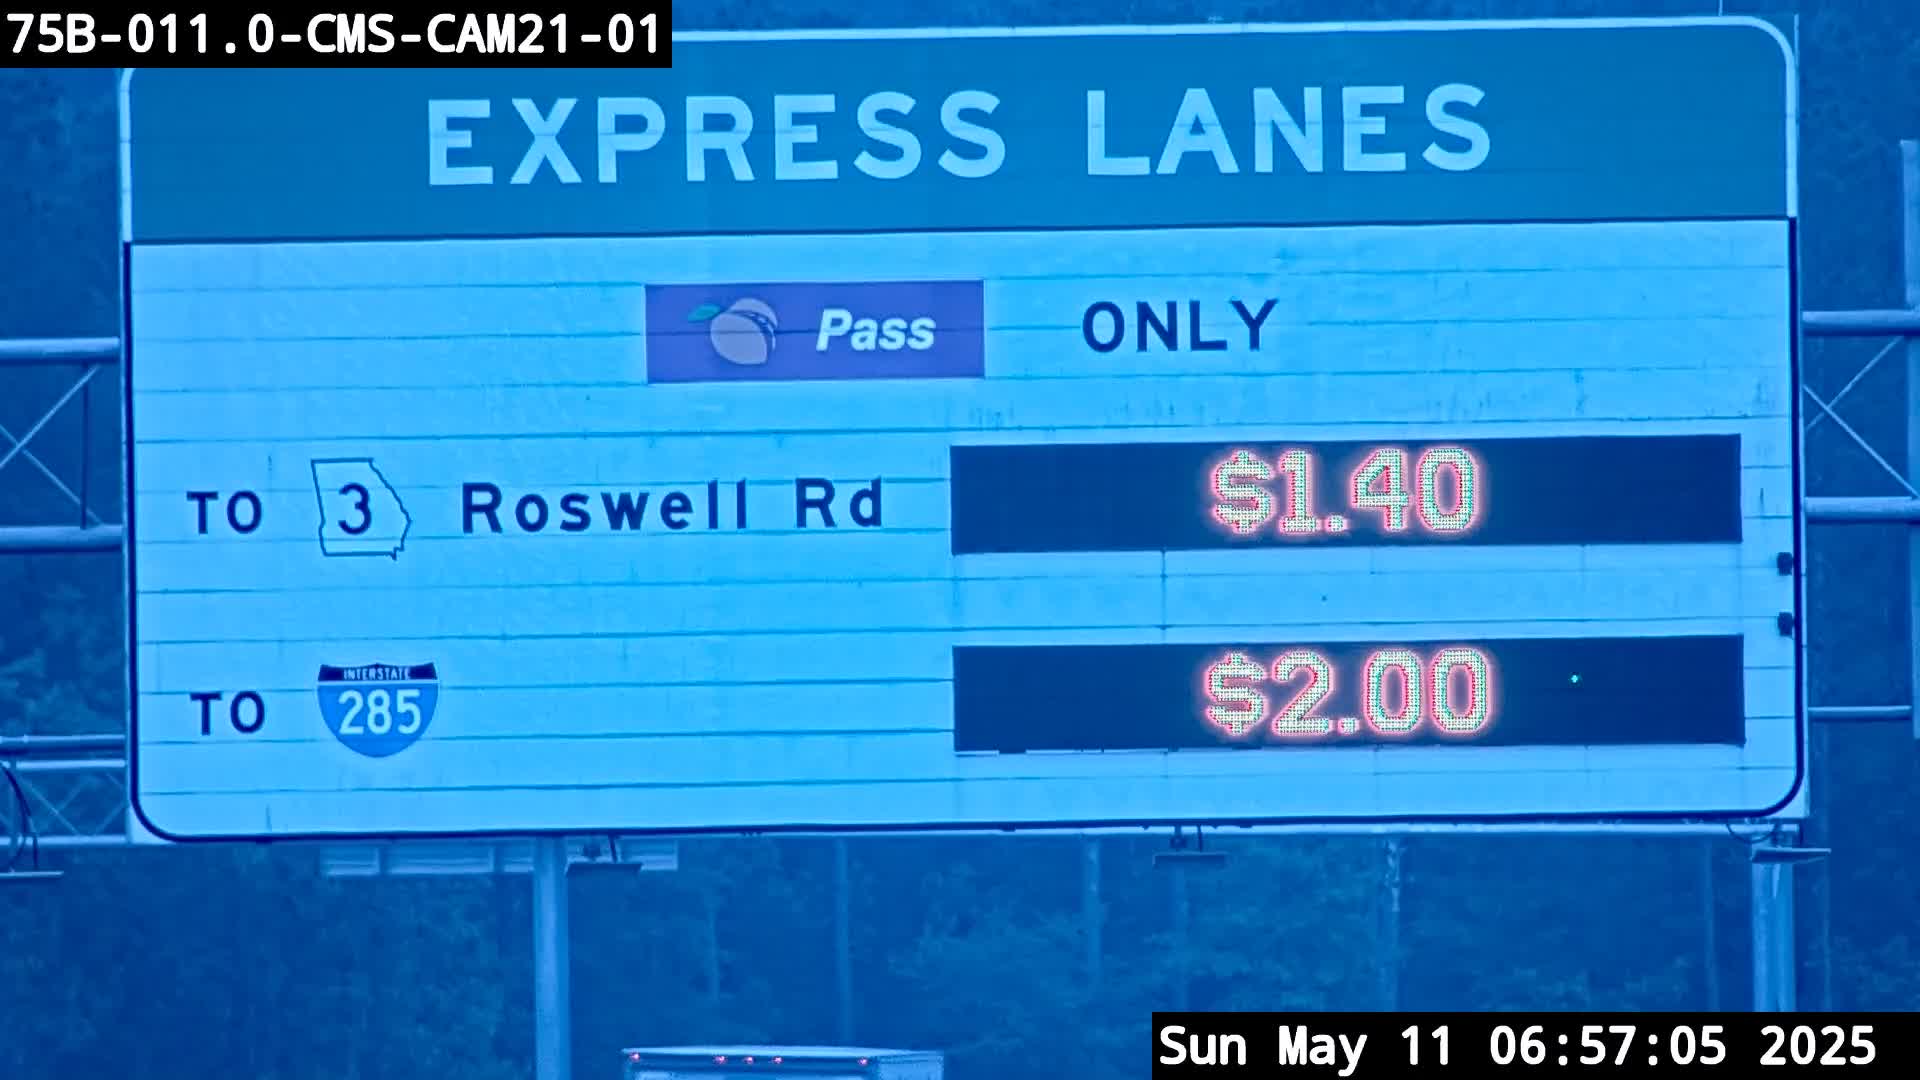 75B-011.0-CMS-CAM21-01
EXPRESS LANES
Pass ONLY
TO 3 Roswell Rd $1.40
INTERSTATE
TO 285 $2.00
Sun May 11 06:57:05 2025